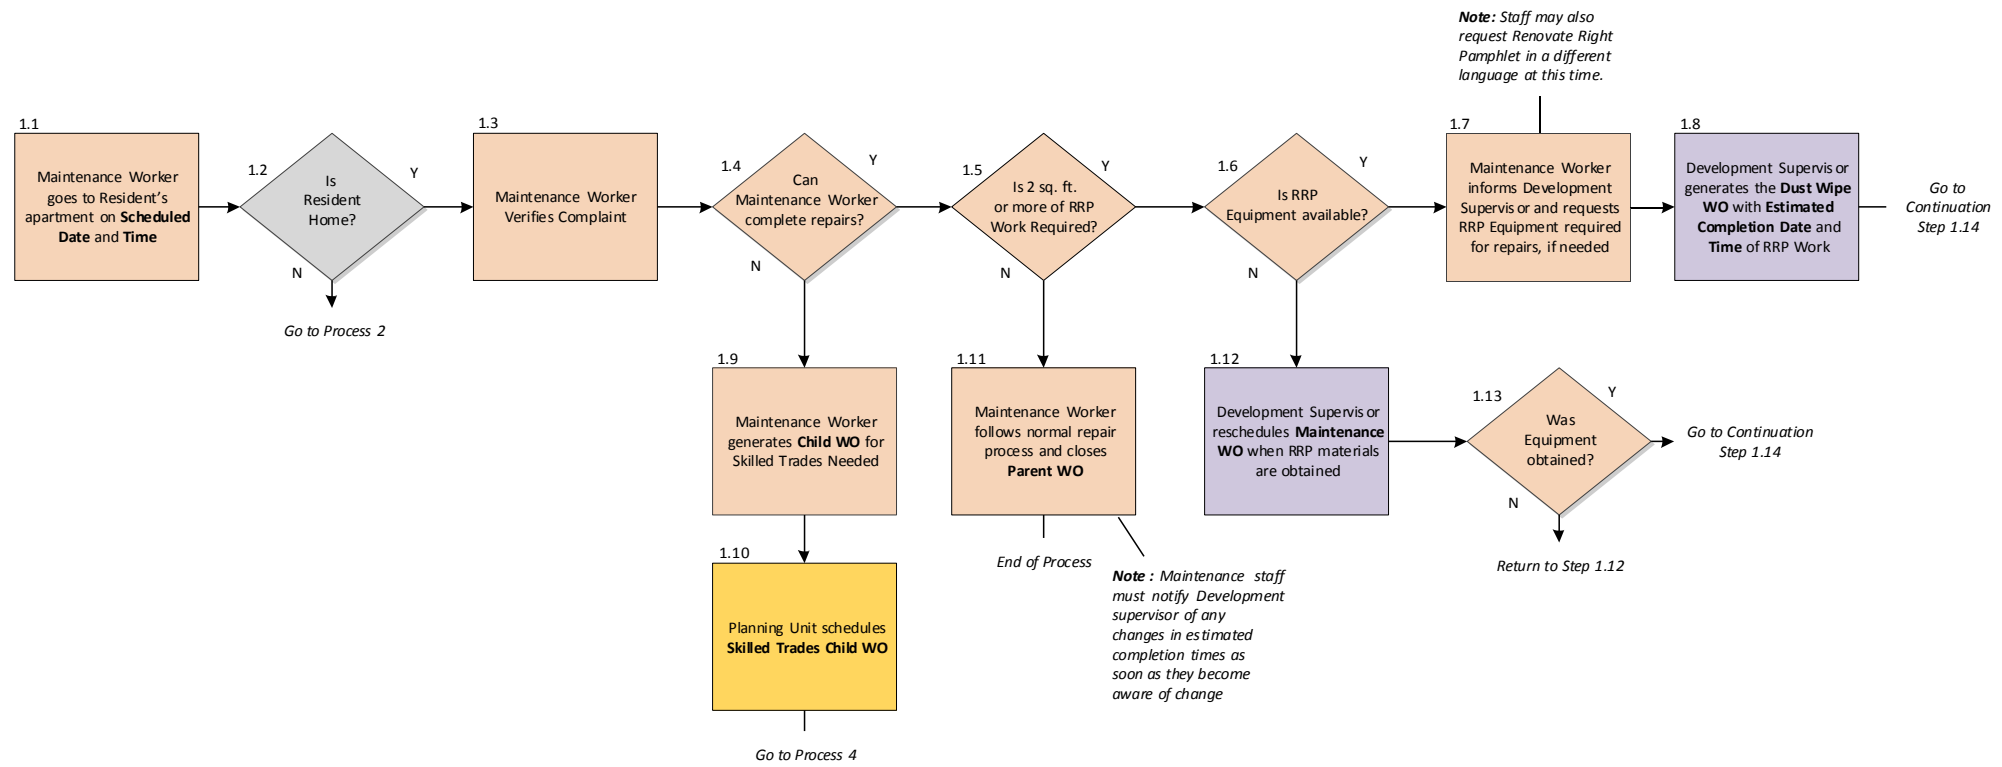 Note: Staff may also
request Renovate Right
Pamphlet in a different
language at this time.
1.1
Maintenance Worker
goes to Resident's
apartment on Scheduled
Date and Time
1.2
Is
Resident
Home?
Y
N
Go to Process 2
1.3
Maintenance Worker
Verifies Complaint
1.4
Can
Maintenance Worker
complete repairs?
Y
N
1.5
Is 2 sq. ft.
or more of RRP
Work Required?
Y
N
1.6
Is RRP
Equipment available?
Y
N
1.7
Maintenance Worker
informs Development
Supervisor and requests
RRP Equipment required
for repairs, if needed
1.8
Development Supervisor
generates the Dust Wipe
WO with Estimated
Completion Date and
Time of RRP Work
Go to
Continuation
Step 1.14
1.9
Maintenance Worker
generates Child WO for
Skilled Trades Needed
1.10
Planning Unit schedules
Skilled Trades Child WO
Go to Process 4
1.11
Maintenance Worker
follows normal repair
process and closes
Parent WO
End of Process
Note : Maintenance staff
must notify Development
supervisor of any
changes in estimated
completion times as
soon as they become
aware of change
1.12
Development Supervisor
reschedules Maintenance
WO when RRP materials
are obtained
1.13
Was
Equipment
obtained?
Y
N
Go to Continuation
Step 1.14
Return to Step 1.12